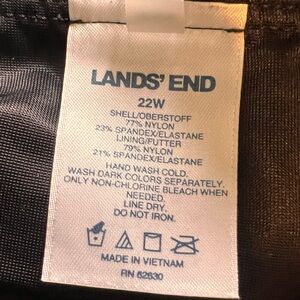 LANDS' END
22W
SHELL/OBERSTOFF
77% NYLON
23% SPANDEX/ELASTANE
LINING/FUTTER
79% NYLON
21% SPANDEX/ELASTANE
HAND WASH COLD.
WASH DARK COLORS SEPARATELY.
ONLY NON-CHLORINE BLEACH WHEN
NEEDED.
LINE DRY.
DO NOT IRON.
MADE IN VIETNAM
RN 62630